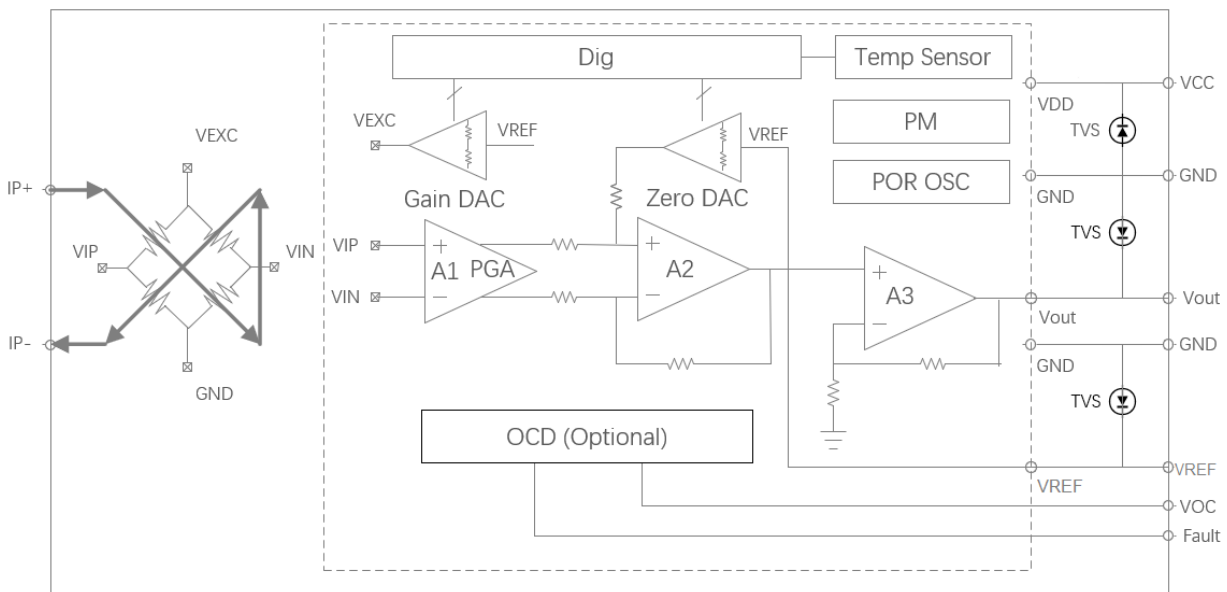 Dig
Temp Sensor
VCC
VDD
VEXC
VREF
VREF
PM
TVS
VEXC
IP+
Gain DAC
Zero DAC
POR OSC
GND
GND
VIP
VIN
VIP
+
A1
PGA
−
+
A2
−
+
A3
−
TVS
VIN
Vout
Vout
IP-
GND
GND
GND
TVS
OCD (Optional)
VREF
VREF
VOC
Fault